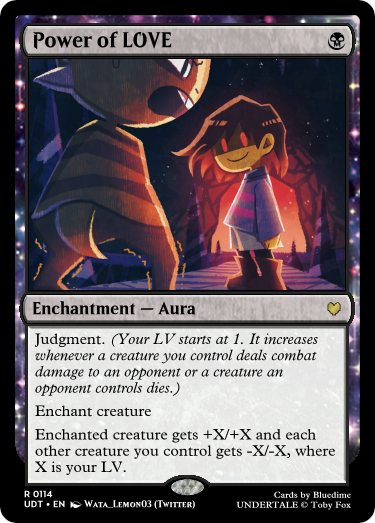 Power of LOVE
Enchantment — Aura
Judgment. (Your LV starts at 1. It increases
whenever a creature you control deals combat
damage to an opponent or a creature an
opponent controls dies.)
Enchant creature
Enchanted creature gets +X/+X and each
other creature you control gets -X/-X, where
X is your LV.
R 0114
UDT • EN Wata_Lemon03 (Twitter)
Cards by Bluedime
UNDERTALE © Toby Fox